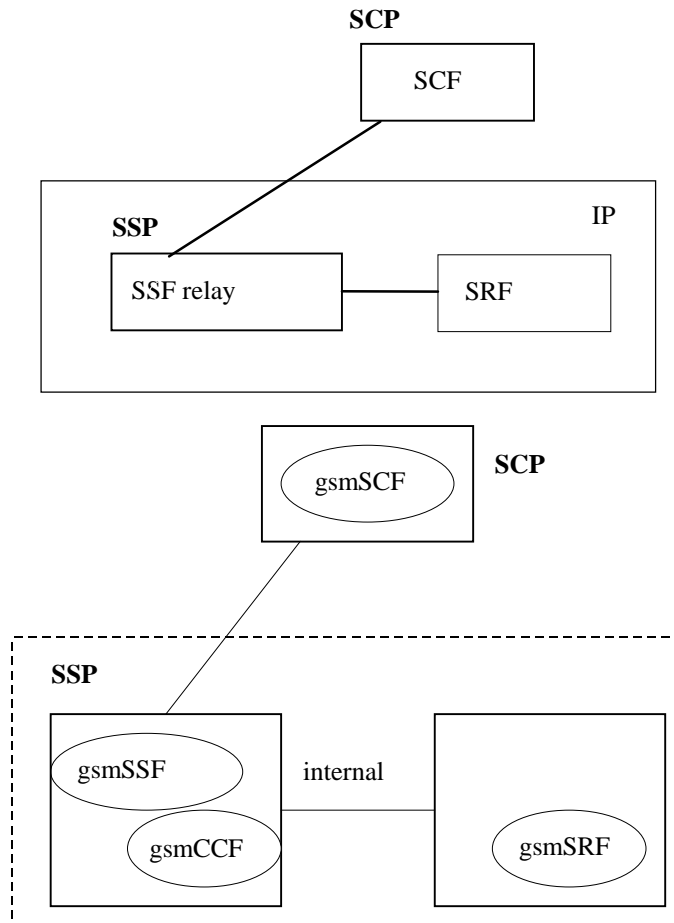 SCP
SCF
IP
SSP
SSF relay
SRF
gsmSCF
SCP
SSP
gsmSSF
internal
gsmCCF
gsmSRF